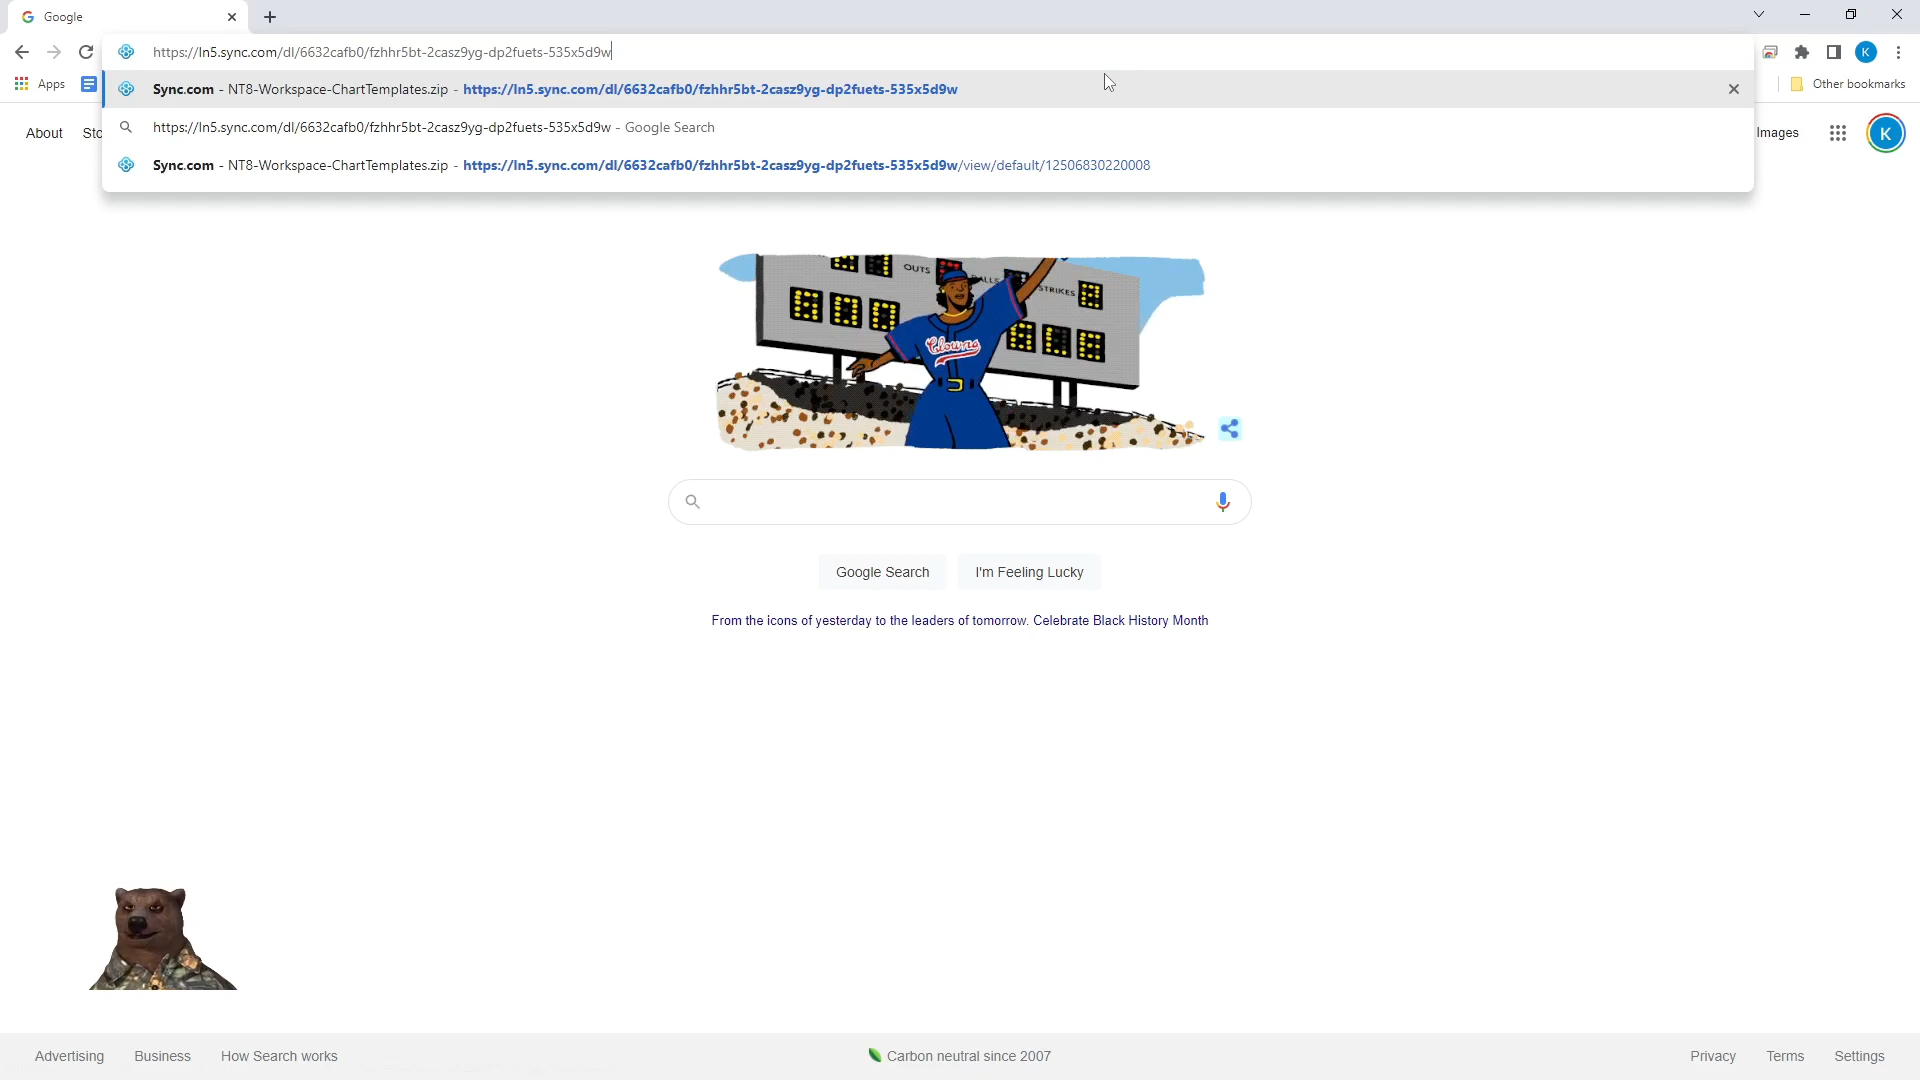 Google
https://ln5.sync.com/dl/6632cafb0/fzhhr5bt-2casz9yg-dp2fuets-535x5d9w
Apps
Sync.com - NT8-Workspace-ChartTemplates.zip - https://ln5.sync.com/dl/6632cafb0/fzhhr5bt-2casz9yg-dp2fuets-535x5d9w
Other bookmarks
https://ln5.sync.com/dl/6632cafb0/fzhhr5bt-2casz9yg-dp2fuets-535x5d9w - Google Search
About Sto
Images
K
K
Sync.com - NT8-Workspace-ChartTemplates.zip - https://ln5.sync.com/dl/6632cafb0/fzhhr5bt-2casz9yg-dp2fuets-535x5d9w/view/default/12506830220008
OUTS
STRIKES
Clowns
Google Search
I'm Feeling Lucky
From the icons of yesterday to the leaders of tomorrow. Celebrate Black History Month
Advertising Business How Search works
Carbon neutral since 2007
Privacy Terms Settings